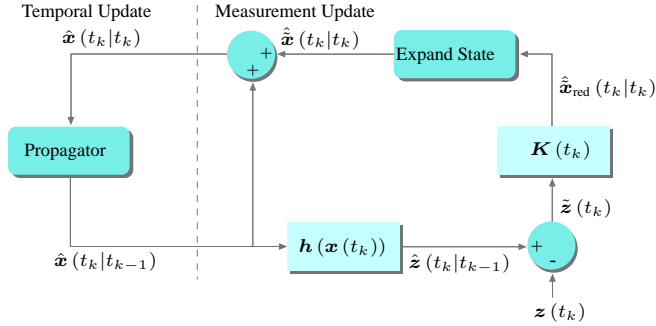 Temporal Update
Measurement Update
x̂ (t_k|t_k)
x̃̂ (t_k|t_k)
+
+
Expand State
x̃̂_red (t_k|t_k)
Propagator
K (t_k)
z̃ (t_k)
x̂ (t_k|t_{k−1})
h (x (t_k))
ẑ (t_k|t_{k−1})
+
-
z (t_k)